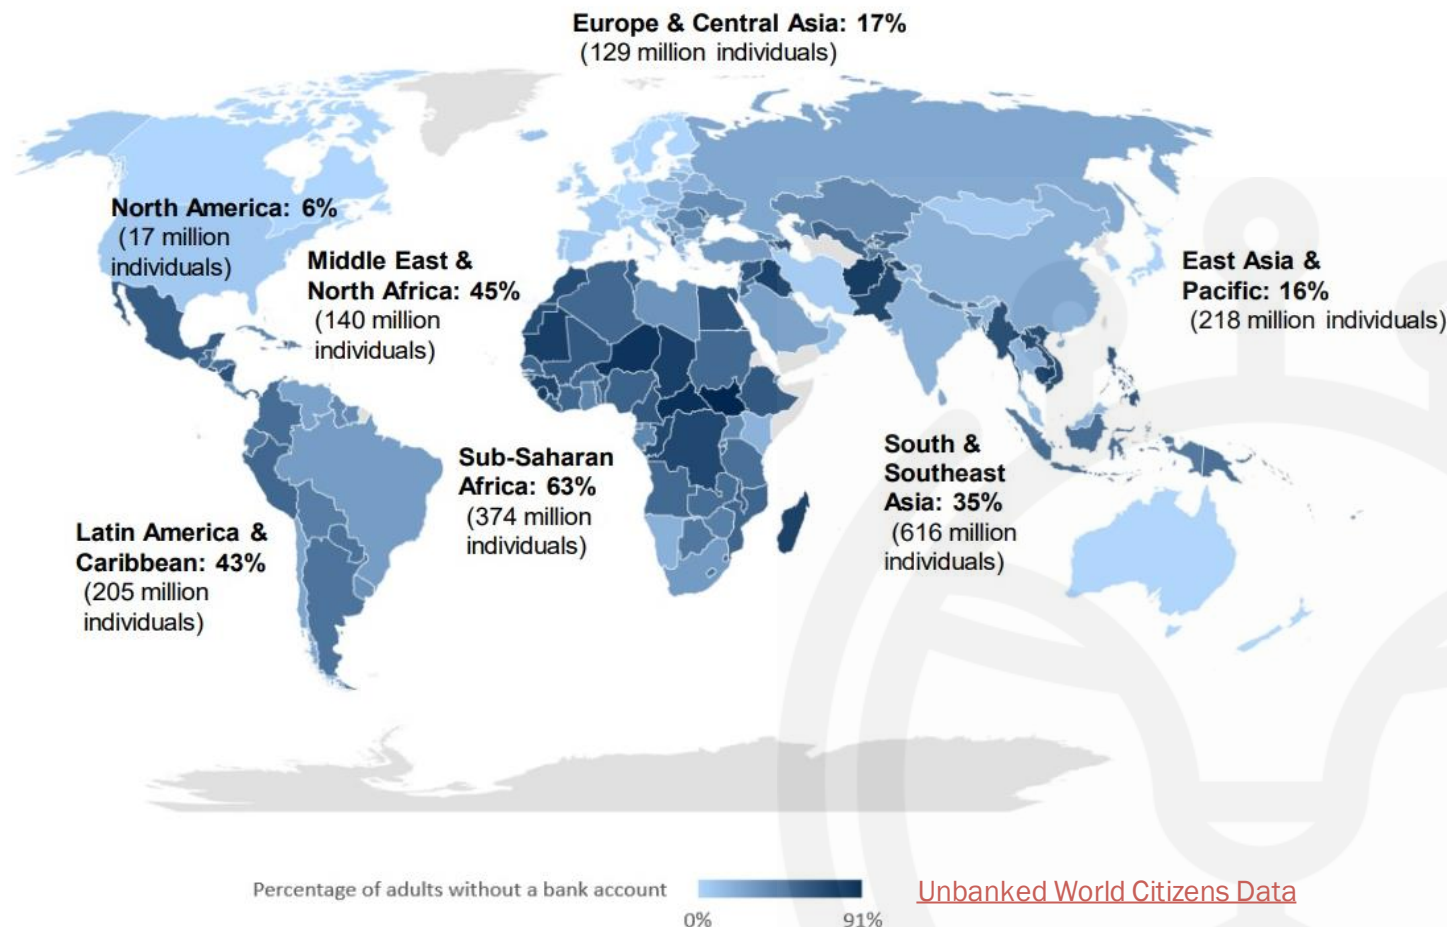 Europe & Central Asia: 17%
(129 million individuals)
North America: 6%
(17 million
individuals)
Middle East &
North Africa: 45%
(140 million
individuals)
East Asia &
Pacific: 16%
(218 million individuals)
Sub-Saharan
Africa: 63%
(374 million
individuals)
South &
Southeast
Asia: 35%
(616 million
individuals)
Latin America &
Caribbean: 43%
(205 million
individuals)
Percentage of adults without a bank account
0%
91%
Unbanked World Citizens Data